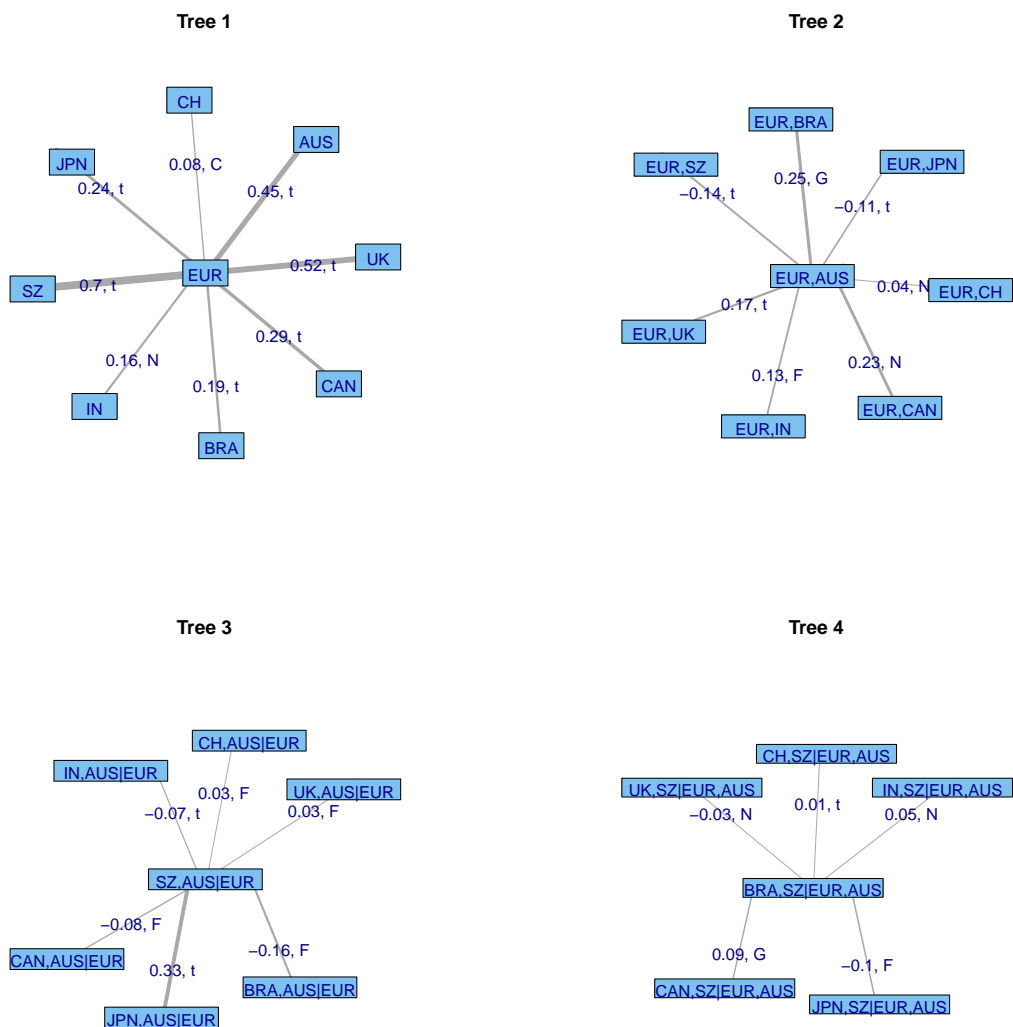 Tree 1
CH
AUS
JPN
0.08, C
0.24, t
0.45, t
UK
0.52, t
EUR
SZ
0.7, t
0.29, t
0.16, N
0.19, t
CAN
IN
BRA
Tree 2
EUR,BRA
EUR,SZ
EUR,JPN
0.25, G
−0.14, t
−0.11, t
EUR,AUS
0.04, N
EUR,CH
0.17, t
EUR,UK
0.13, F
0.23, N
EUR,CAN
EUR,IN
Tree 3
CH,AUS|EUR
IN,AUS|EUR
UK,AUS|EUR
0.03, F
−0.07, t
0.03, F
SZ,AUS|EUR
−0.08, F
CAN,AUS|EUR
0.33, t
−0.16, F
BRA,AUS|EUR
JPN,AUS|EUR
Tree 4
CH,SZ|EUR,AUS
UK,SZ|EUR,AUS
IN,SZ|EUR,AUS
0.01, t
−0.03, N
0.05, N
BRA,SZ|EUR,AUS
0.09, G
−0.1, F
CAN,SZ|EUR,AUS
JPN,SZ|EUR,AUS